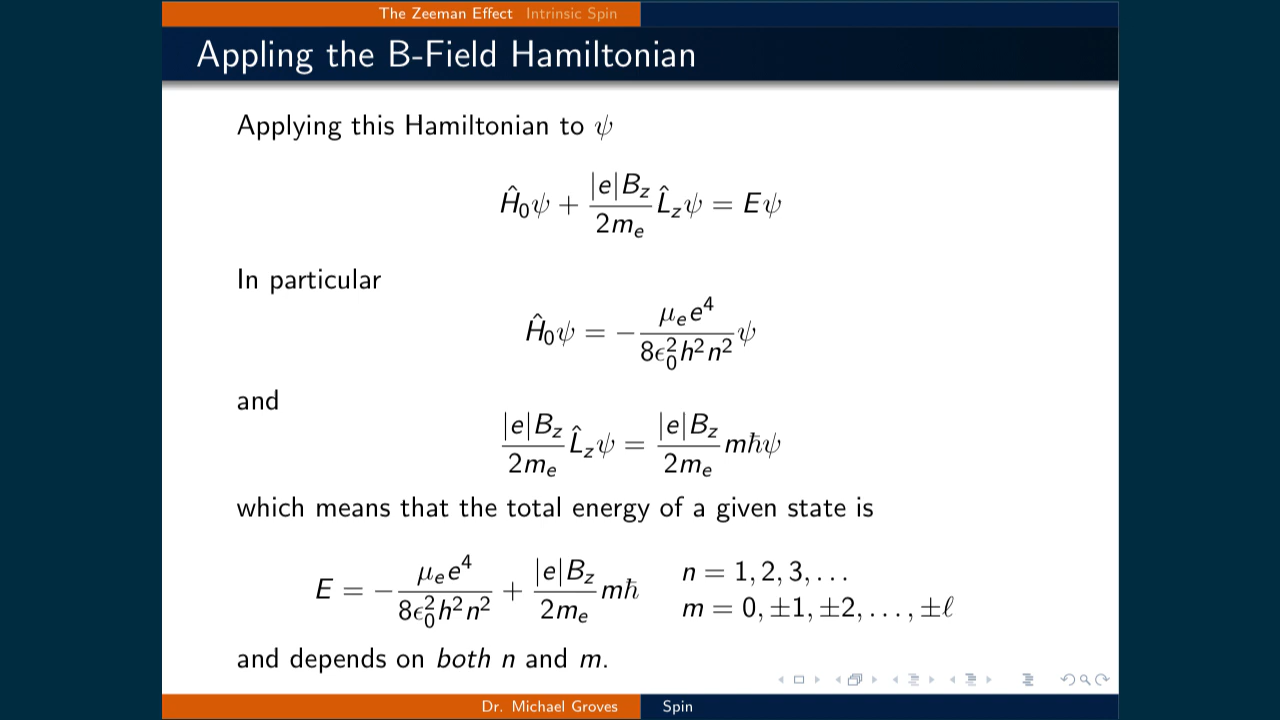 The Zeeman Effect Intrinsic Spin
Appling the B-Field Hamiltonian
Applying this Hamiltonian to ψ
Ĥ₀ψ + |e|B_z/2m_e L̂_zψ = Eψ
In particular
Ĥ₀ψ = − μ_e e⁴/8ϵ₀²h²n² ψ
and
|e|B_z/2m_e L̂_zψ = |e|B_z/2m_e mħψ
which means that the total energy of a given state is
E = − μ_e e⁴/8ϵ₀²h²n² + |e|B_z/2m_e mħ n = 1, 2, 3, . . .
m = 0, ±1, ±2, . . . , ±ℓ
and depends on both n and m.
Dr. Michael Groves Spin